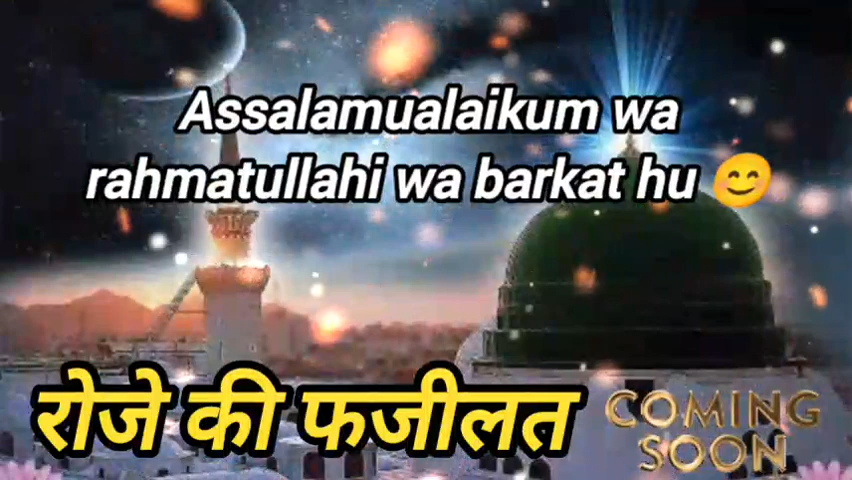 Assalamualaikum wa
rahmatullahi wa barkat hu 😊
रोजे की फजीलत
COMING
SOON